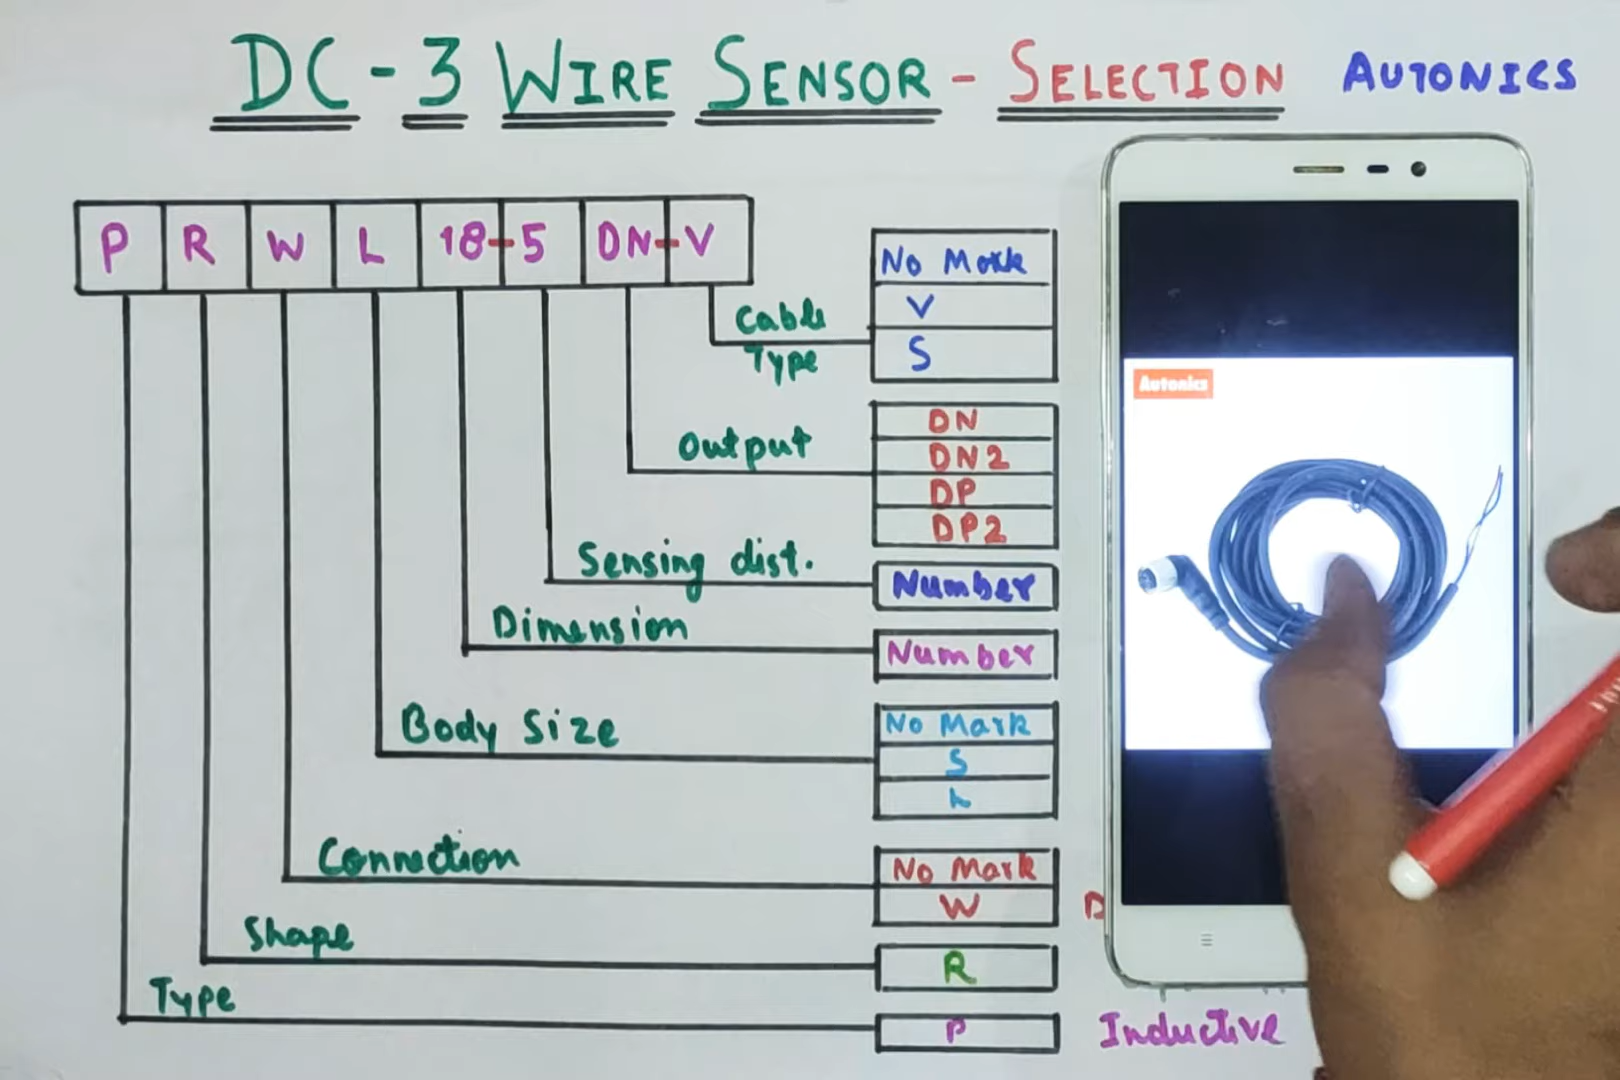 DC-3 WIRE SENSOR - SELECTION AUTONICS
P R W L 18-5 DN-V
Cable Type
No Mark
V
S
Output
DN
DN2
DP
DP2
Sensing dist.
Number
Dimension
Number
Body Size
No Mark
S
L
Connection
No Mark
W
Shape
R
Type
P
Inductive
Autonics